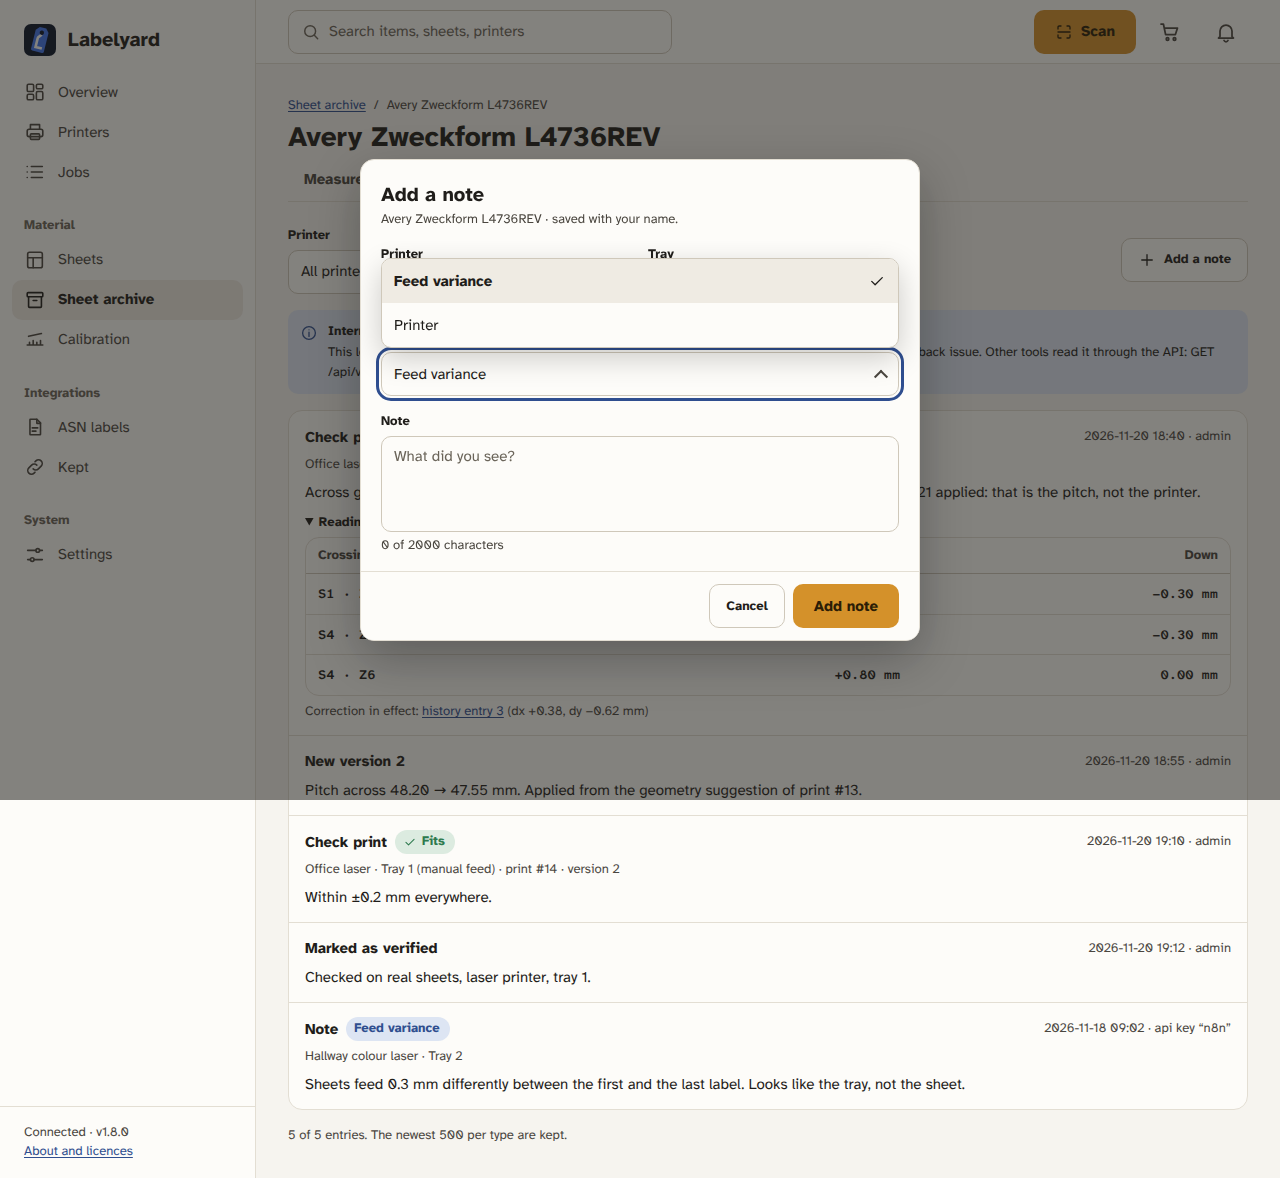 Labelyard
Search items, sheets, printers
Scan
Overview
Printers
Jobs
Material
Sheets
Sheet archive
Calibration
Integrations
ASN labels
Kept
System
Settings
Connected · v1.8.0
About and licences
Sheet archive / Avery Zweckform L4736REV
Avery Zweckform L4736REV
Printer
Add a note
Add a note
Avery Zweckform L4736REV · saved with your name.
Printer Tray
Feed variance
Printer
Feed variance
Note
What did you see?
0 of 2000 characters
Cancel
Add note
This back issue. Other tools read it through the API: GET
Check 2026-11-20 18:40 · admin
Office
Across applied: that is the pitch, not the printer.
Down
S1 · −0.30 mm
S4 · −0.30 mm
S4 · Z6 +0.80 mm 0.00 mm
Correction in effect: history entry 3 (dx +0.38, dy −0.62 mm)
New version 2 2026-11-20 18:55 · admin
Pitch across 48.20 → 47.55 mm. Applied from the geometry suggestion of print #13.
Check print Fits 2026-11-20 19:10 · admin
Office laser · Tray 1 (manual feed) · print #14 · version 2
Within ±0.2 mm everywhere.
Marked as verified 2026-11-20 19:12 · admin
Checked on real sheets, laser printer, tray 1.
Note Feed variance 2026-11-18 09:02 · api key “n8n”
Hallway colour laser · Tray 2
Sheets feed 0.3 mm differently between the first and the last label. Looks like the tray, not the sheet.
5 of 5 entries. The newest 500 per type are kept.